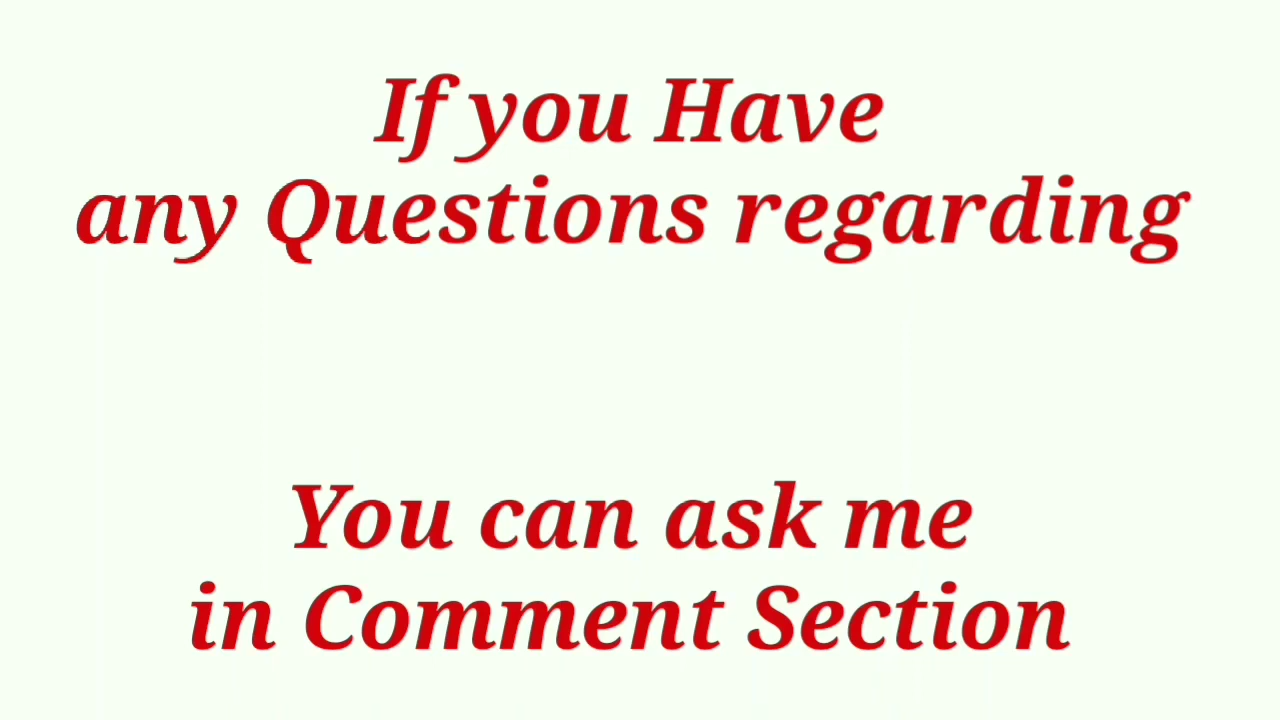 If you Have
any Questions regarding
You can ask me
in Comment Section